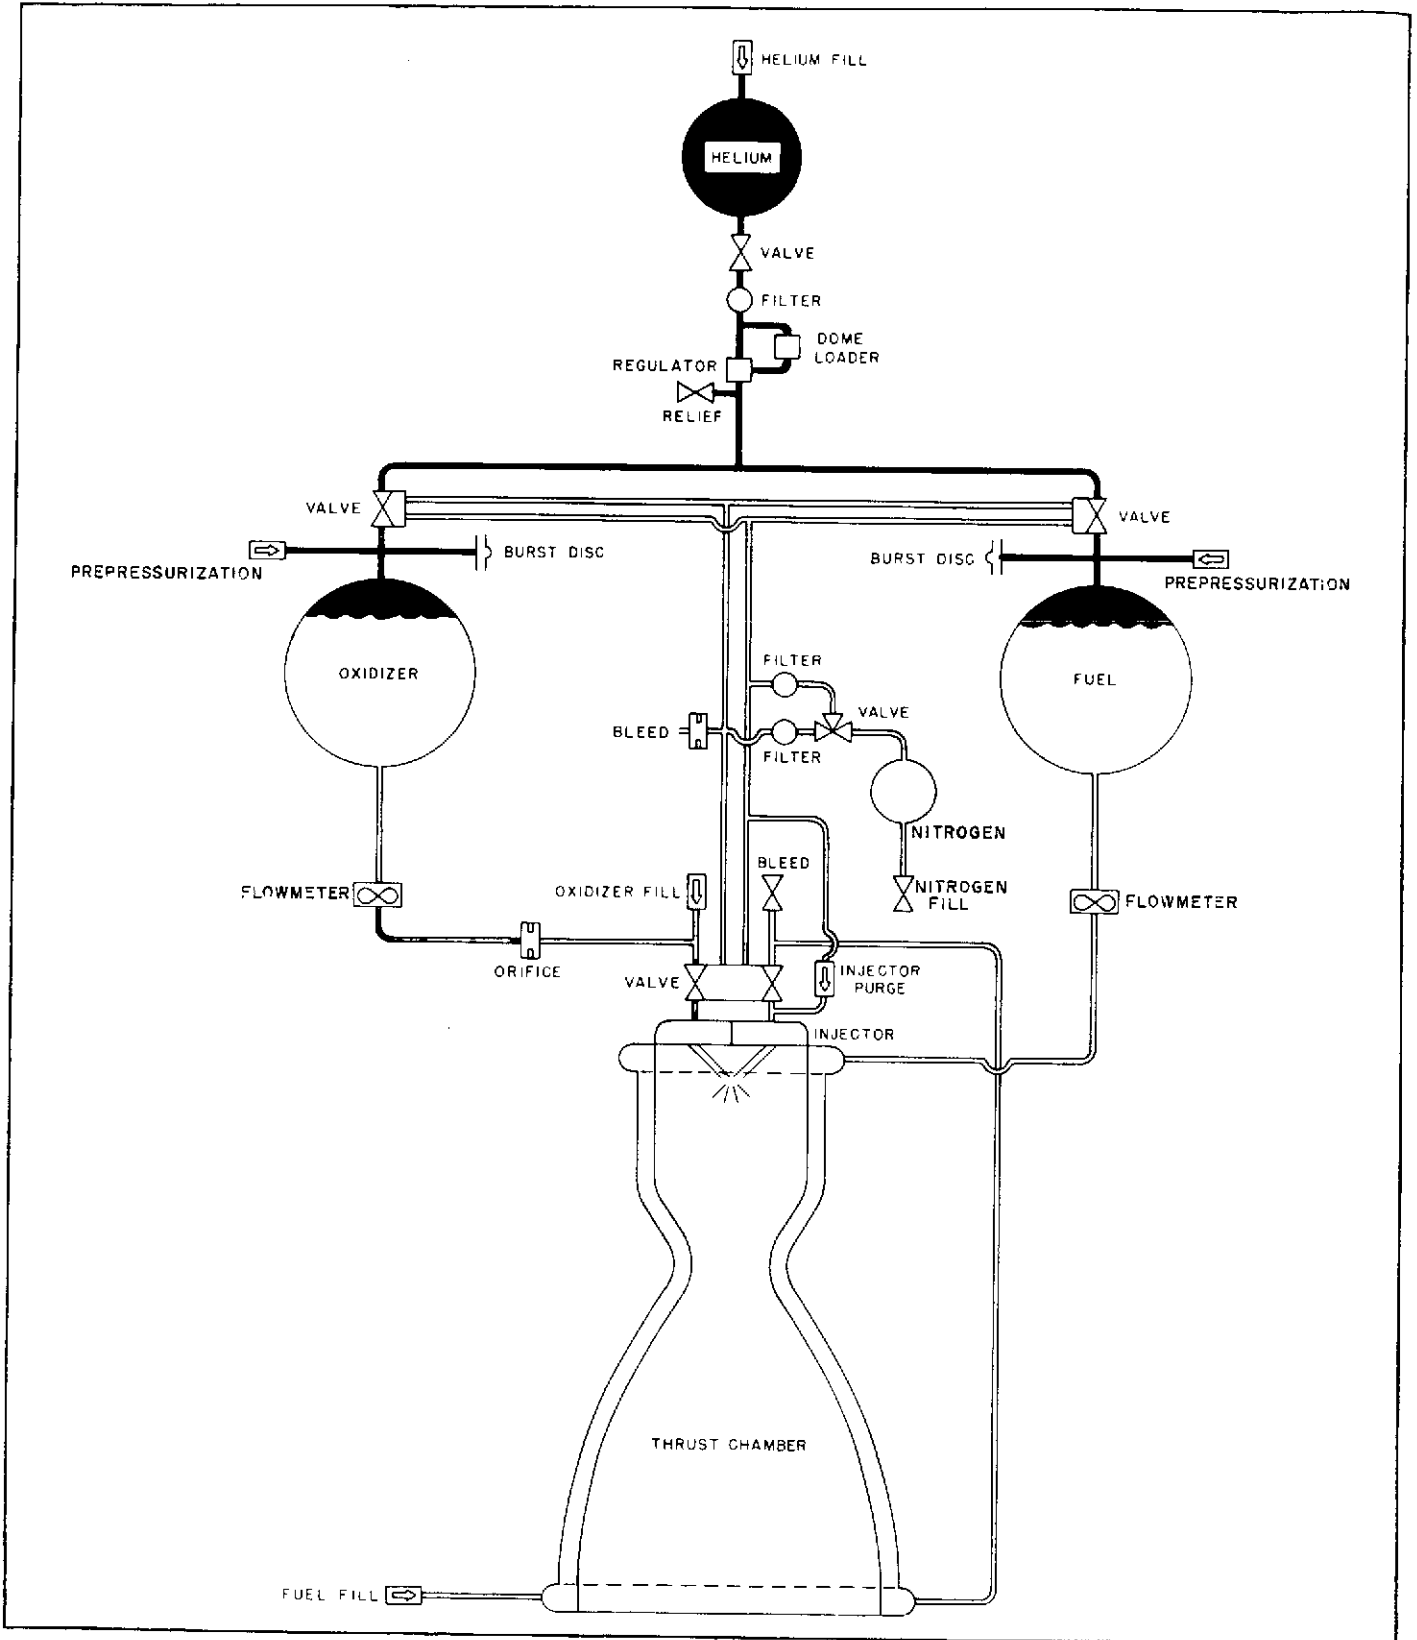 HELIUM FILL
HELIUM
VALVE
FILTER
DOME
LOADER
REGULATOR
RELIEF
VALVE
VALVE
BURST DISC
BURST DISC
PREPRESSURIZATION
PREPRESSURIZATION
OXIDIZER
FILTER
FUEL
VALVE
BLEED
FILTER
NITROGEN
BLEED
FLOWMETER
OXIDIZER FILL
NITROGEN
FILL
FLOWMETER
ORIFICE
VALVE
INJECTOR
PURGE
INJECTOR
THRUST CHAMBER
FUEL FILL